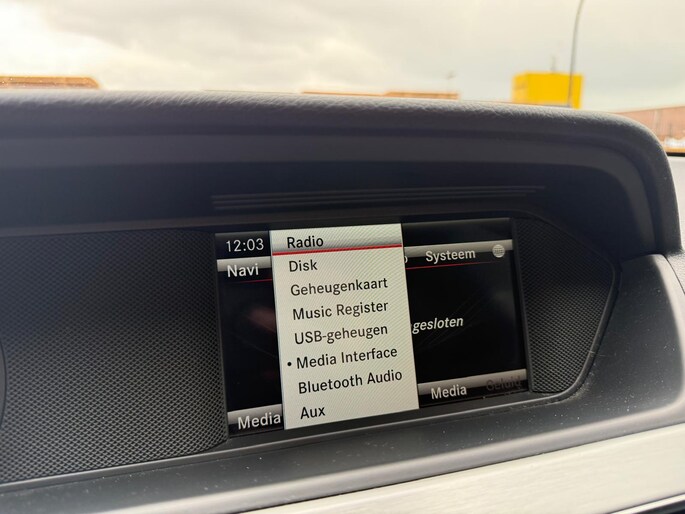 12:03
Navi
Systeem
Radio
Disk
Geheugenkaart
Music Register
USB-geheugen
Media Interface
Bluetooth Audio
Aux
gesloten
Media
Media
Geluid